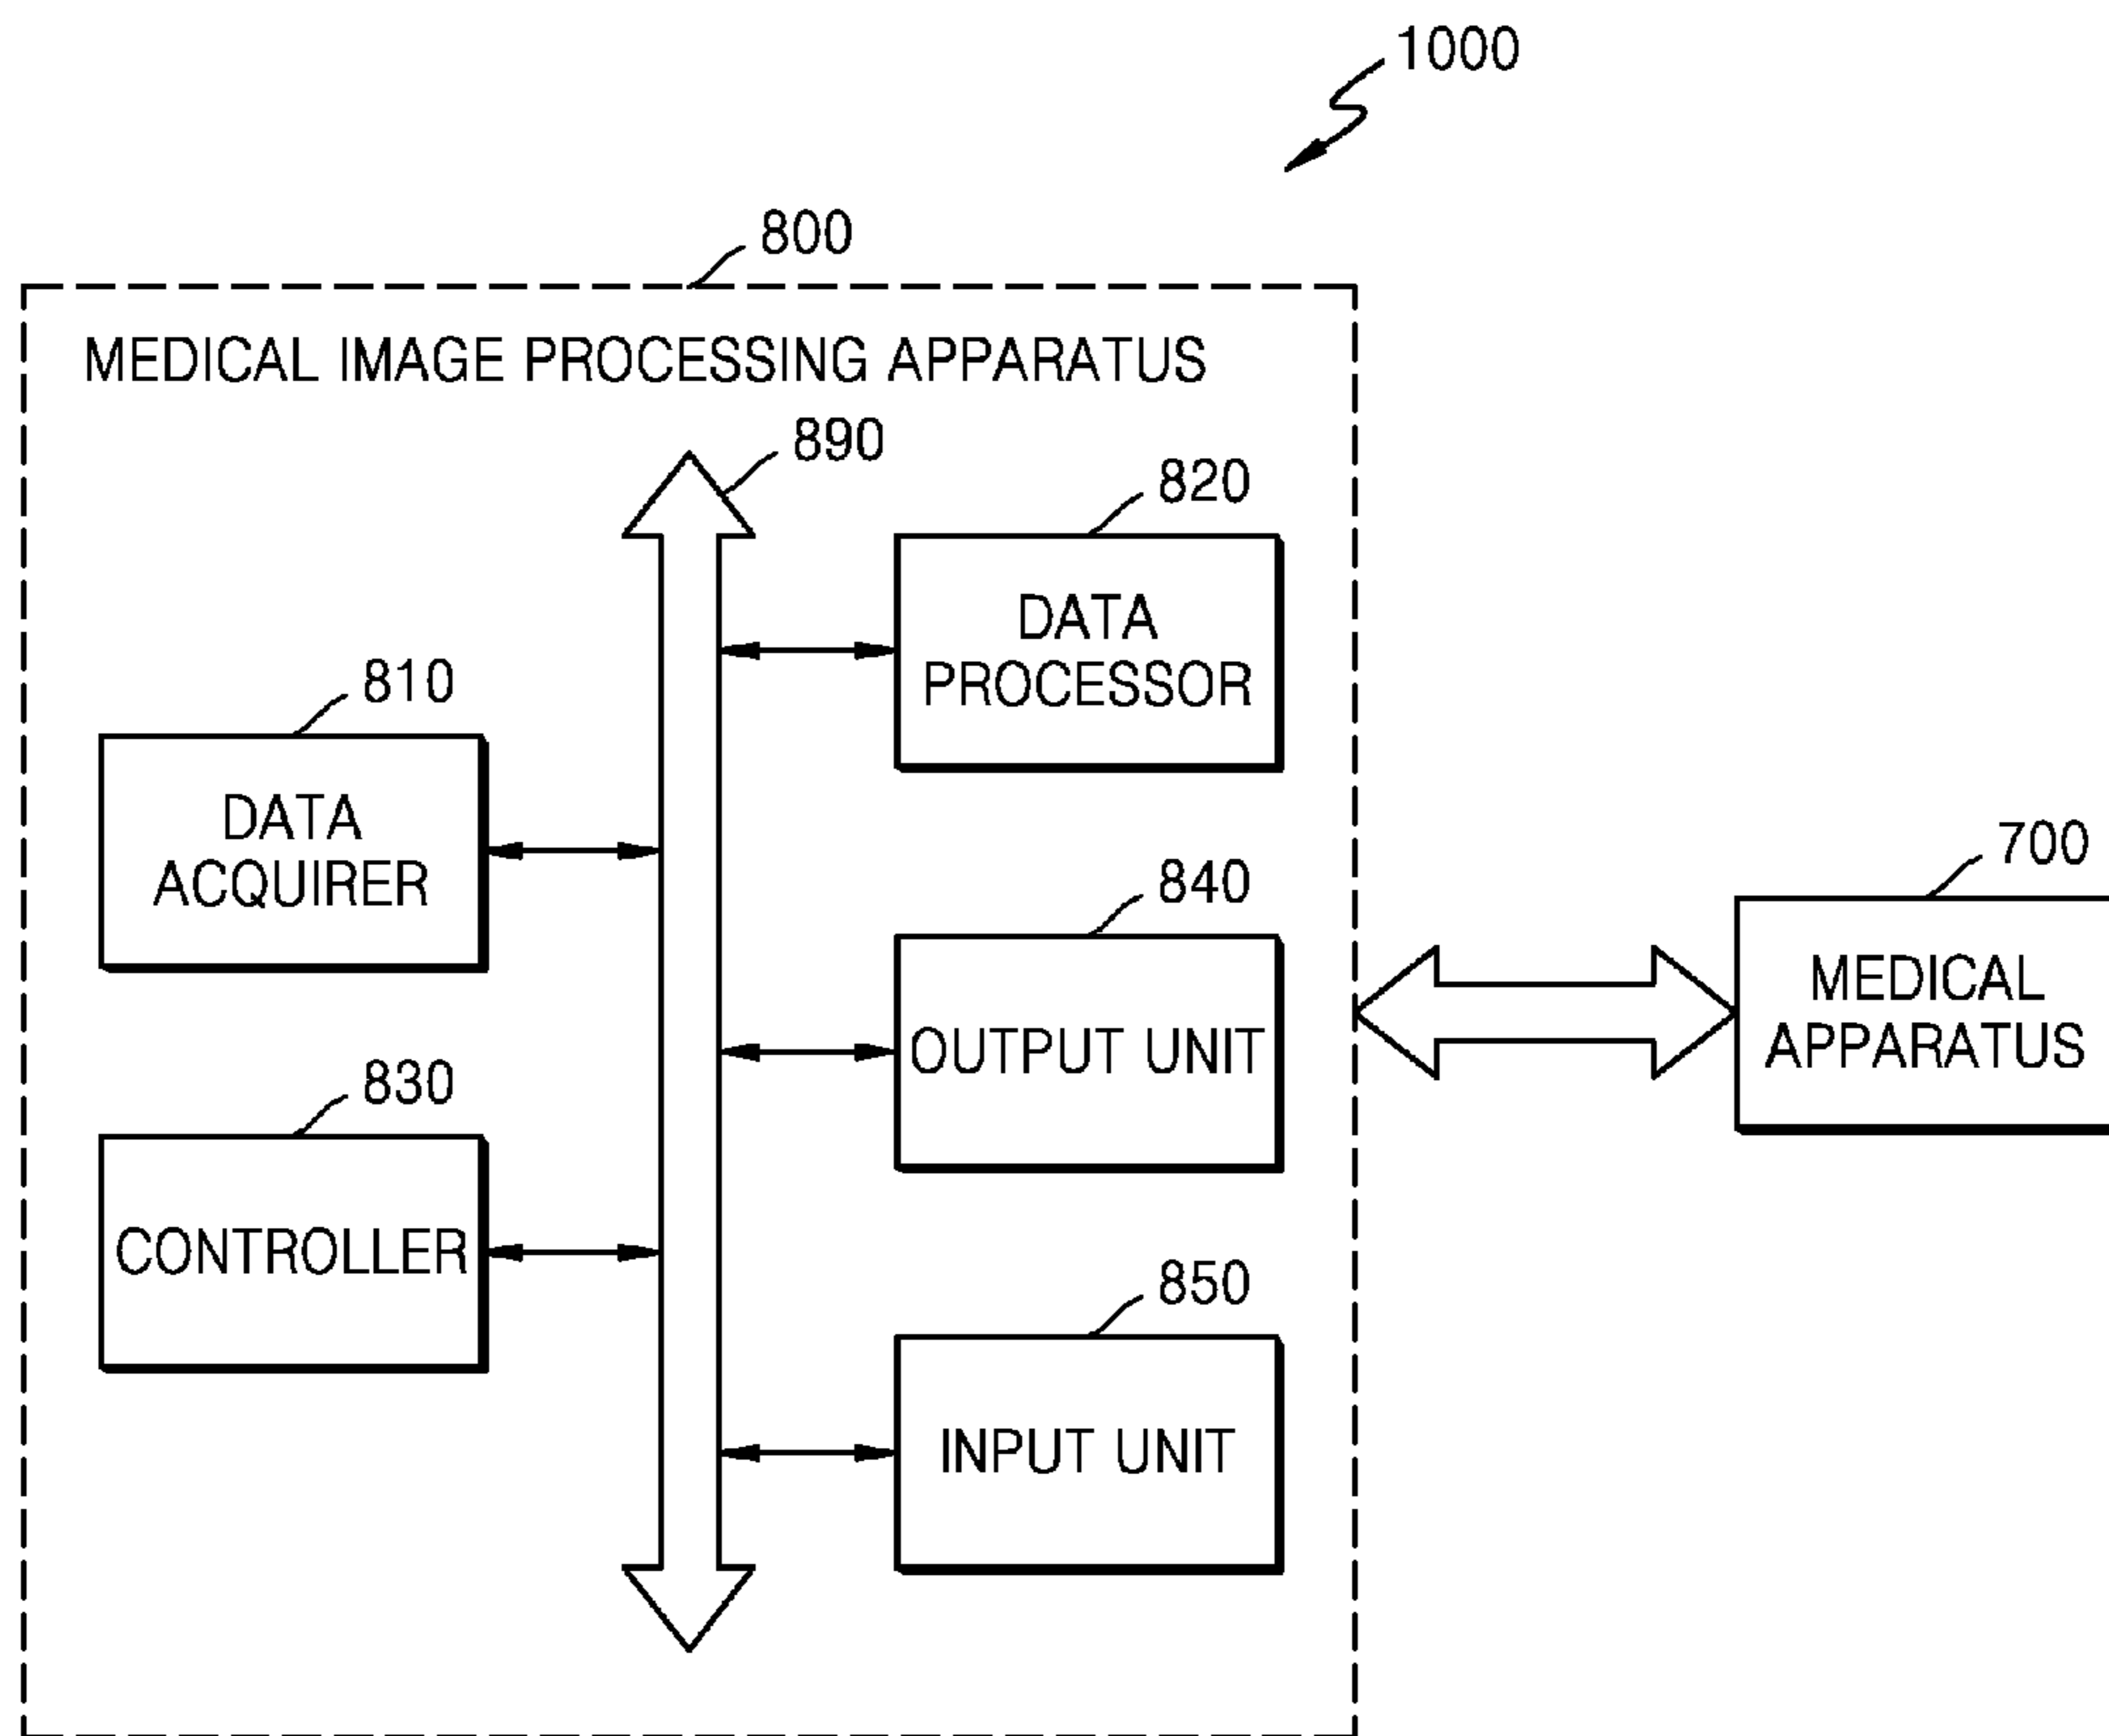 1000
800
MEDICAL IMAGE PROCESSING APPARATUS
890
820
DATA
PROCESSOR
810
DATA
ACQUIRER
840
OUTPUT UNIT
700
MEDICAL
APPARATUS
830
CONTROLLER
850
INPUT UNIT